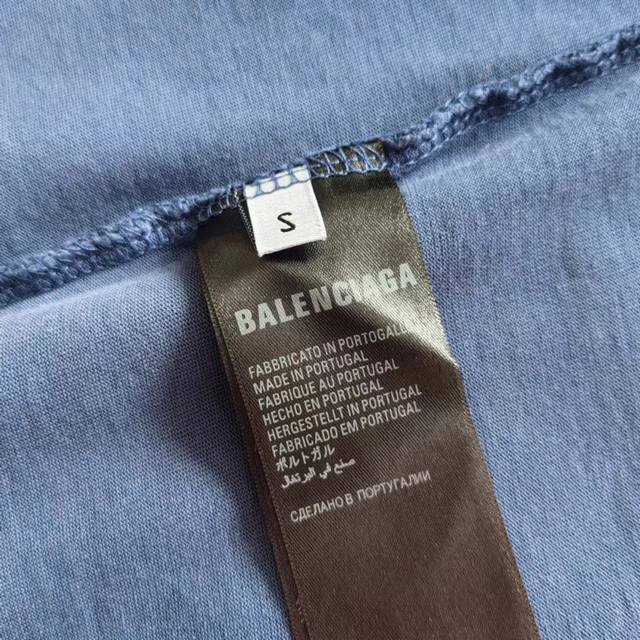 S
BALENCIAGA
FABBRICATO IN PORTOGALLO
MADE IN PORTUGAL
FABRIQUE AU PORTUGAL
HECHO EN PORTUGAL
HERGESTELLT IN PORTUGAL
FABRICADO EM PORTUGAL
ポルトガル
صنع في البرتغال
СДЕЛАНО В ПОРТУГАЛИИ